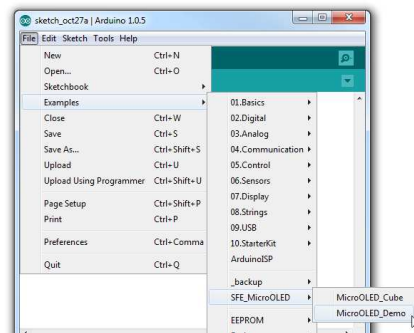 sketch_oct27a | Arduino 1.0.5
File Edit Sketch Tools Help
New Ctrl+N
Open... Ctrl+O
Sketchbook
Examples
Close Ctrl+W
Save Ctrl+S
Save As... Ctrl+Shift+S
Upload Ctrl+U
Upload Using Programmer Ctrl+Shift+U
Page Setup Ctrl+Shift+P
Print Ctrl+P
Preferences Ctrl+Comma
Quit Ctrl+Q
01.Basics
02.Digital
03.Analog
04.Communication
05.Control
06.Sensors
07.Display
08.Strings
09.USB
10.StarterKit
ArduinoISP
_backup
SFE_MicroOLED
EEPROM
MicroOLED_Cube
MicroOLED_Demo